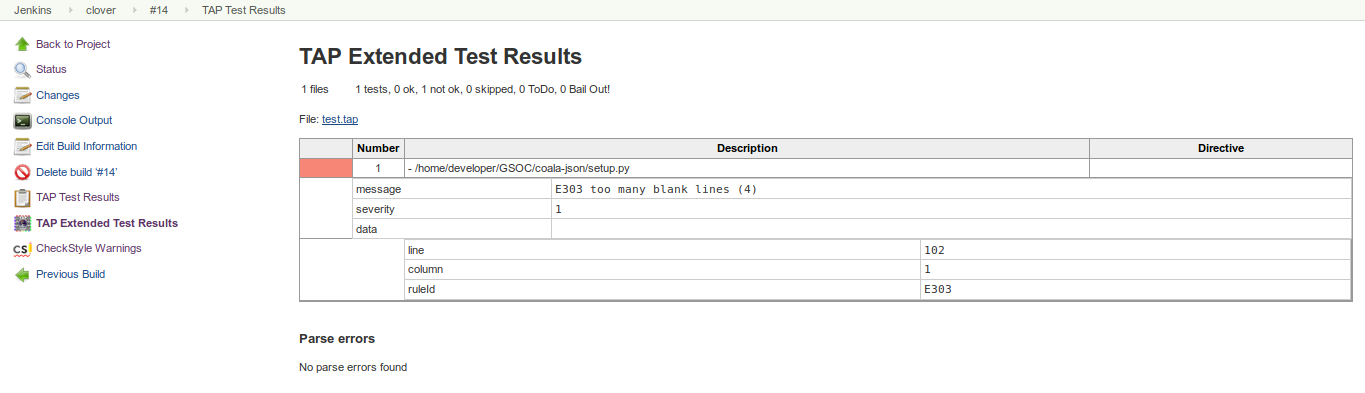 Jenkins clover #14 TAP Test Results
Back to Project
Status
Changes
Console Output
Edit Build Information
Delete build '#14'
TAP Test Results
TAP Extended Test Results
CS! CheckStyle Warnings
Previous Build
TAP Extended Test Results
1 files 1 tests, 0 ok, 1 not ok, 0 skipped, 0 ToDo, 0 Bail Out!
File: test.tap
Number Description Directive
1 - /home/developer/GSOC/coala-json/setup.py
message E303 too many blank lines (4)
severity 1
data
line 102
column 1
ruleId E303
Parse errors
No parse errors found